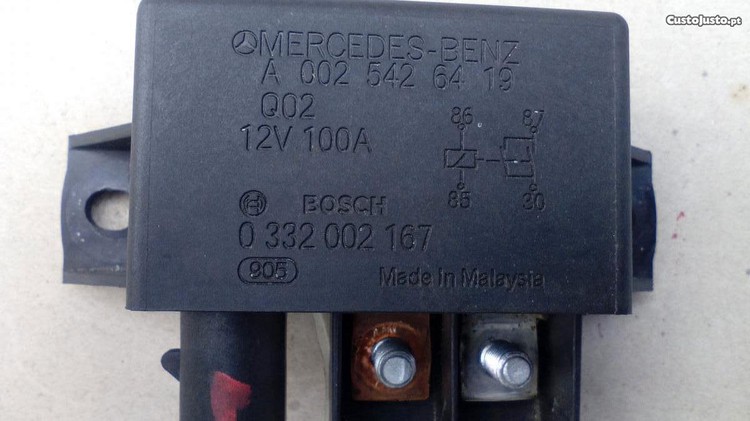 CustoJusto.pt
MERCEDES-BENZ
A 002 542 64 19
Q02
12V 100A
86 87
85 30
BOSCH
0 332 002 167
905
Made in Malaysia